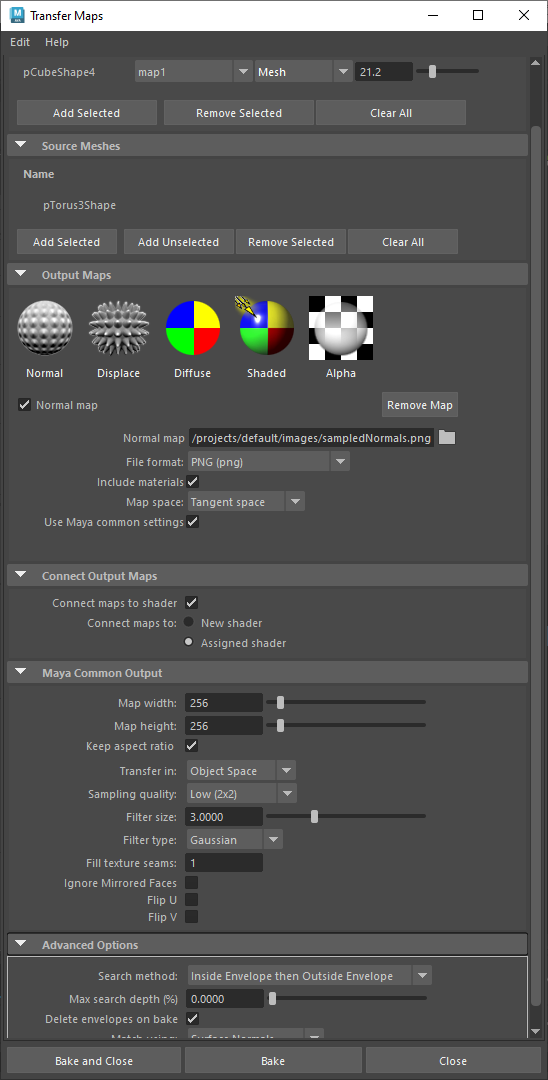 Transfer Maps
Edit Help
pCubeShape4 map1 Mesh 21.2
Add Selected Remove Selected Clear All
Source Meshes
Name
pTorus3Shape
Add Selected Add Unselected Remove Selected Clear All
Output Maps
Normal Displace Diffuse Shaded Alpha
Normal map Remove Map
Normal map /projects/default/images/sampledNormals.png
File format: PNG (png)
Include materials
Map space: Tangent space
Use Maya common settings
Connect Output Maps
Connect maps to shader
Connect maps to: New shader
Assigned shader
Maya Common Output
Map width: 256
Map height: 256
Keep aspect ratio
Transfer in: Object Space
Sampling quality: Low (2x2)
Filter size: 3.0000
Filter type: Gaussian
Fill texture seams: 1
Ignore Mirrored Faces
Flip U
Flip V
Advanced Options
Search method: Inside Envelope then Outside Envelope
Max search depth (%) 0.0000
Delete envelopes on bake
Match using: Surface Normals
Bake and Close Bake Close